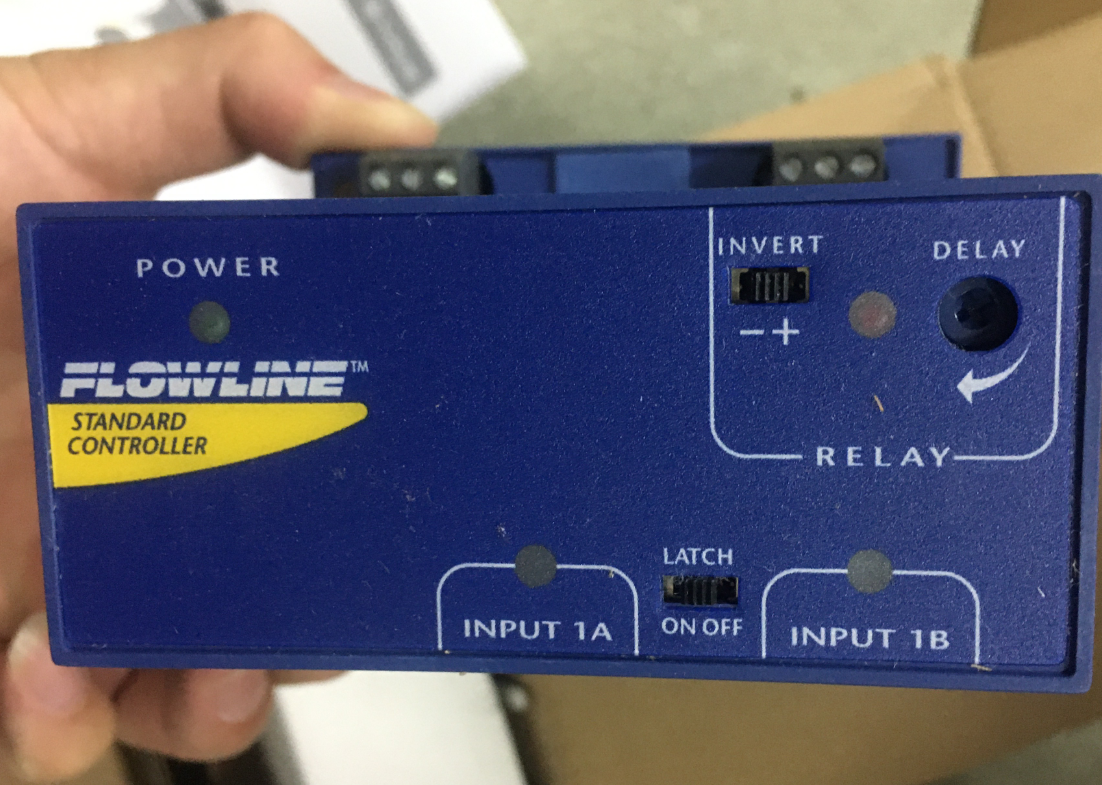 POWER
FLOWLINE™
STANDARD
CONTROLLER
INVERT
− +
DELAY
RELAY
LATCH
ON OFF
INPUT 1A
INPUT 1B